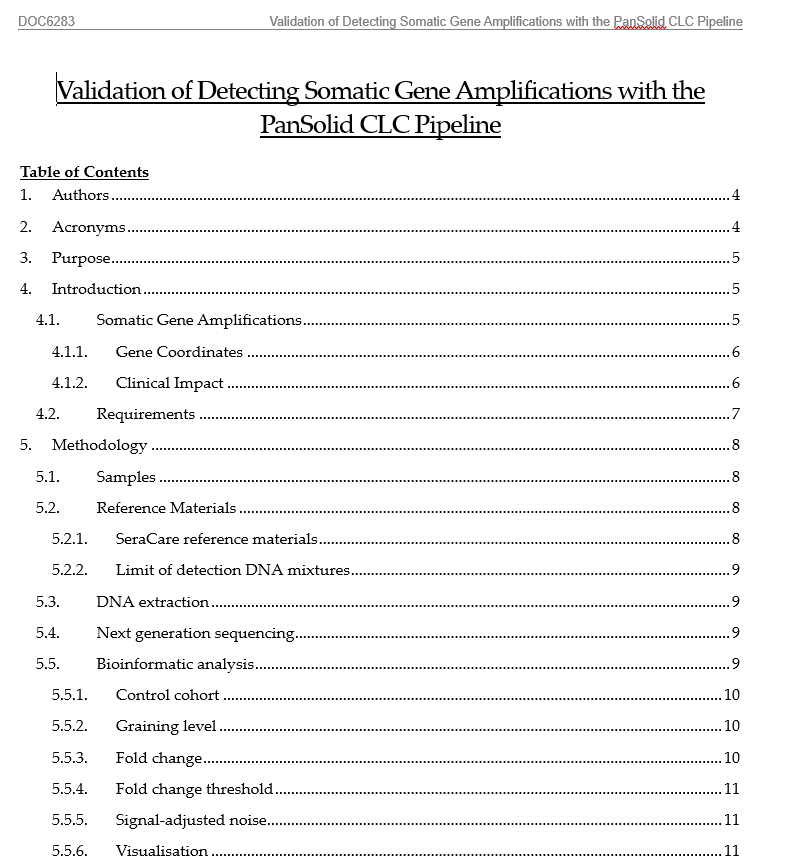 DOC6283 Validation of Detecting Somatic Gene Amplifications with the PanSolid CLC Pipeline
Validation of Detecting Somatic Gene Amplifications with the
PanSolid CLC Pipeline
Table of Contents
1. Authors 4
2. Acronyms 4
3. Purpose 5
4. Introduction 5
4.1. Somatic Gene Amplifications 5
4.1.1. Gene Coordinates 6
4.1.2. Clinical Impact 6
4.2. Requirements 7
5. Methodology 8
5.1. Samples 8
5.2. Reference Materials 8
5.2.1. SeraCare reference materials 8
5.2.2. Limit of detection DNA mixtures 9
5.3. DNA extraction 9
5.4. Next generation sequencing 9
5.5. Bioinformatic analysis 9
5.5.1. Control cohort 10
5.5.2. Graining level 10
5.5.3. Fold change 10
5.5.4. Fold change threshold 11
5.5.5. Signal-adjusted noise 11
5.5.6. Visualisation 11